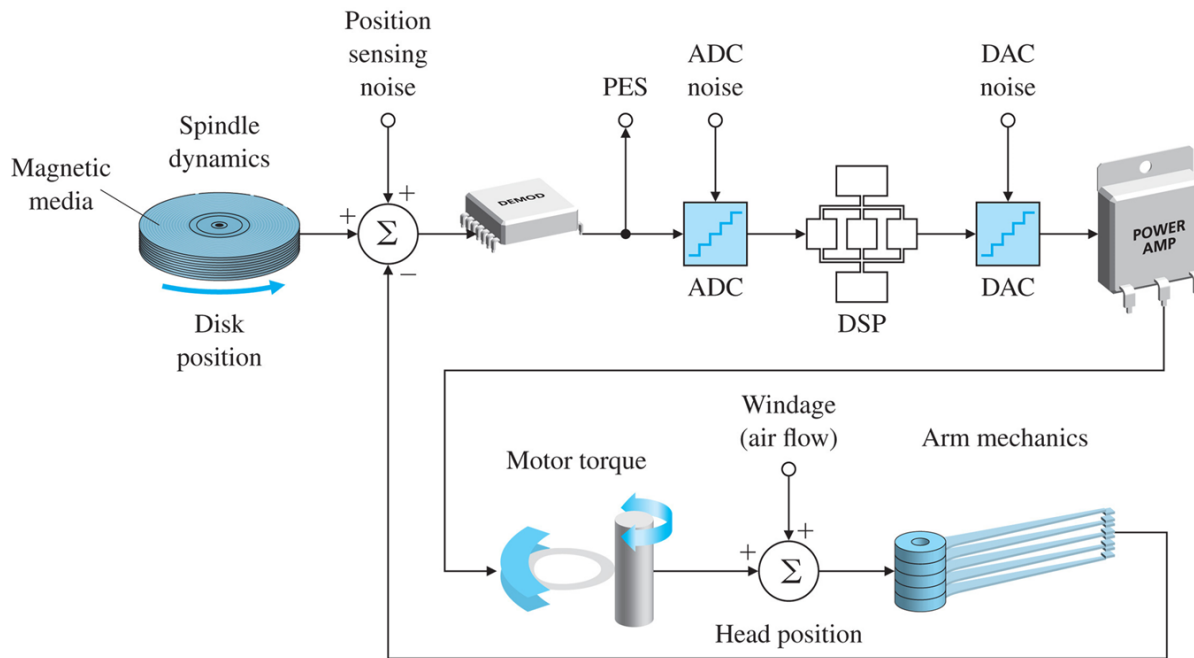 Position
sensing
noise
PES
ADC
noise
DAC
noise
Spindle
dynamics
Magnetic
media
+
+
Σ
−
DEMOD
POWER
AMP
ADC
DSP
DAC
Disk
position
Windage
(air flow)
Motor torque
Arm mechanics
+
+
Σ
Head position